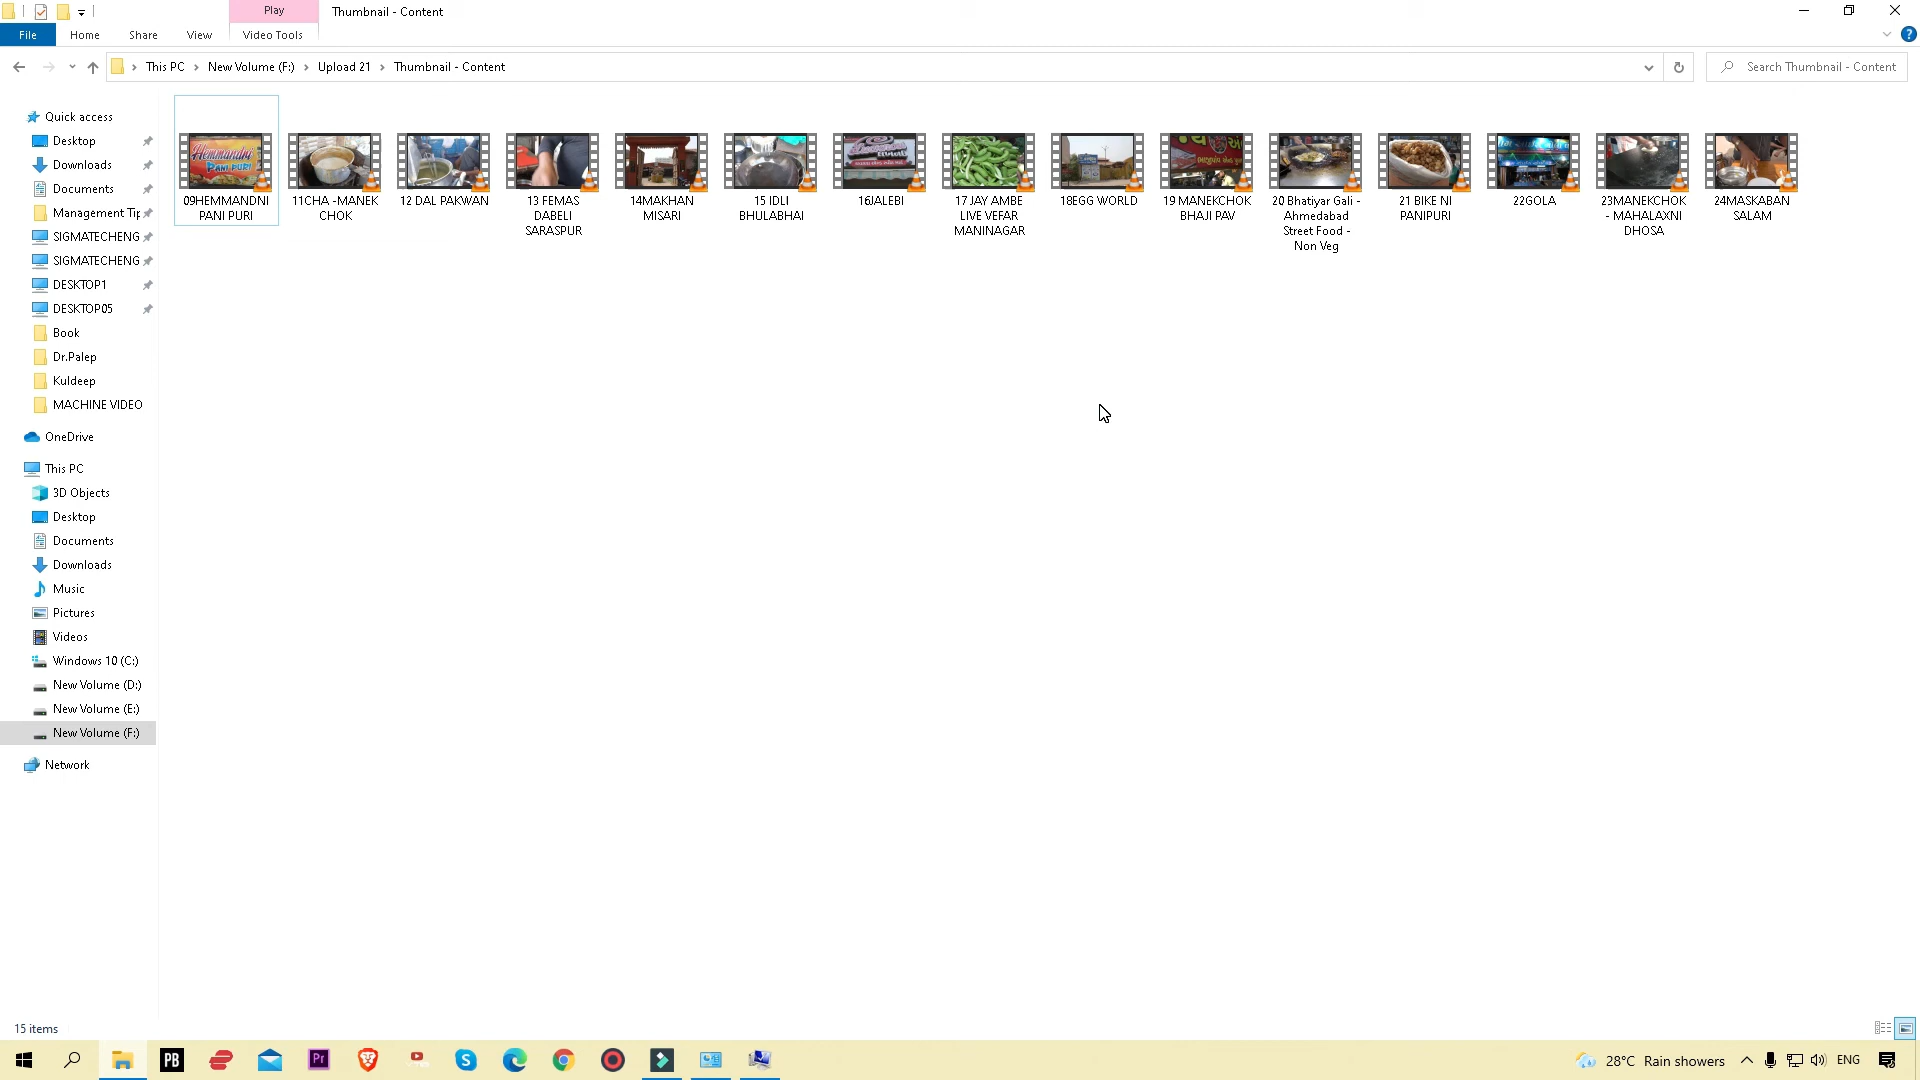 Play
Thumbnail - Content
File
Home
Share
View
Video Tools
This PC
New Volume (F:)
Upload 21
Thumbnail - Content
Search Thumbnail - Content
Quick access
Desktop
Downloads
Documents
Management Tip
SIGMATECHENG
SIGMATECHENG
DESKTOP1
DESKTOP05
Book
Dr.Palep
Kuldeep
MACHINE VIDEO
OneDrive
This PC
3D Objects
Desktop
Documents
Downloads
Music
Pictures
Videos
Windows 10 (C:)
New Volume (D:)
New Volume (E:)
New Volume (F:)
Network
Hemmandni
PANI PURI
09HEMMANDNI
PANI PURI
11CHA -MANEK
CHOK
12 DAL PAKWAN
13 FEMAS
DABELI
SARASPUR
14MAKHAN
MISARI
15 IDLI
BHULABHAI
16JALEBI
17 JAY AMBE
LIVE VEFAR
MANINAGAR
18EGG WORLD
19 MANEKCHOK
BHAJI PAV
20 Bhatiyar Gali -
Ahmedabad
Street Food -
Non Veg
21 BIKE NI
PANIPURI
22GOLA
23MANEKCHOK
- MAHALAXNI
DHOSA
24MASKABAN
SALAM
15 items
PB
Pr
28°C Rain showers
ENG